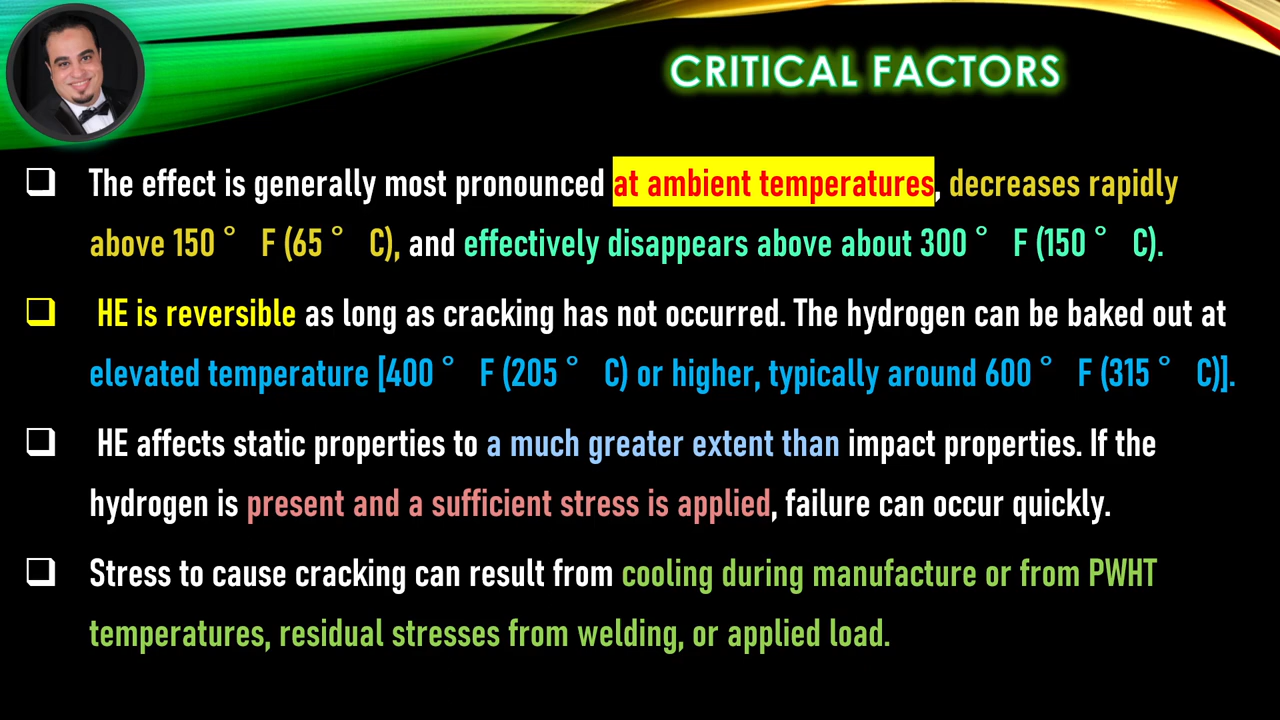 CRITICAL FACTORS
The effect is generally most pronounced at ambient temperatures, decreases rapidly
above 150 ° F (65 ° C), and effectively disappears above about 300 ° F (150 ° C).
HE is reversible as long as cracking has not occurred. The hydrogen can be baked out at
elevated temperature [400 ° F (205 ° C) or higher, typically around 600 ° F (315 ° C)].
HE affects static properties to a much greater extent than impact properties. If the
hydrogen is present and a sufficient stress is applied, failure can occur quickly.
Stress to cause cracking can result from cooling during manufacture or from PWHT
temperatures, residual stresses from welding, or applied load.